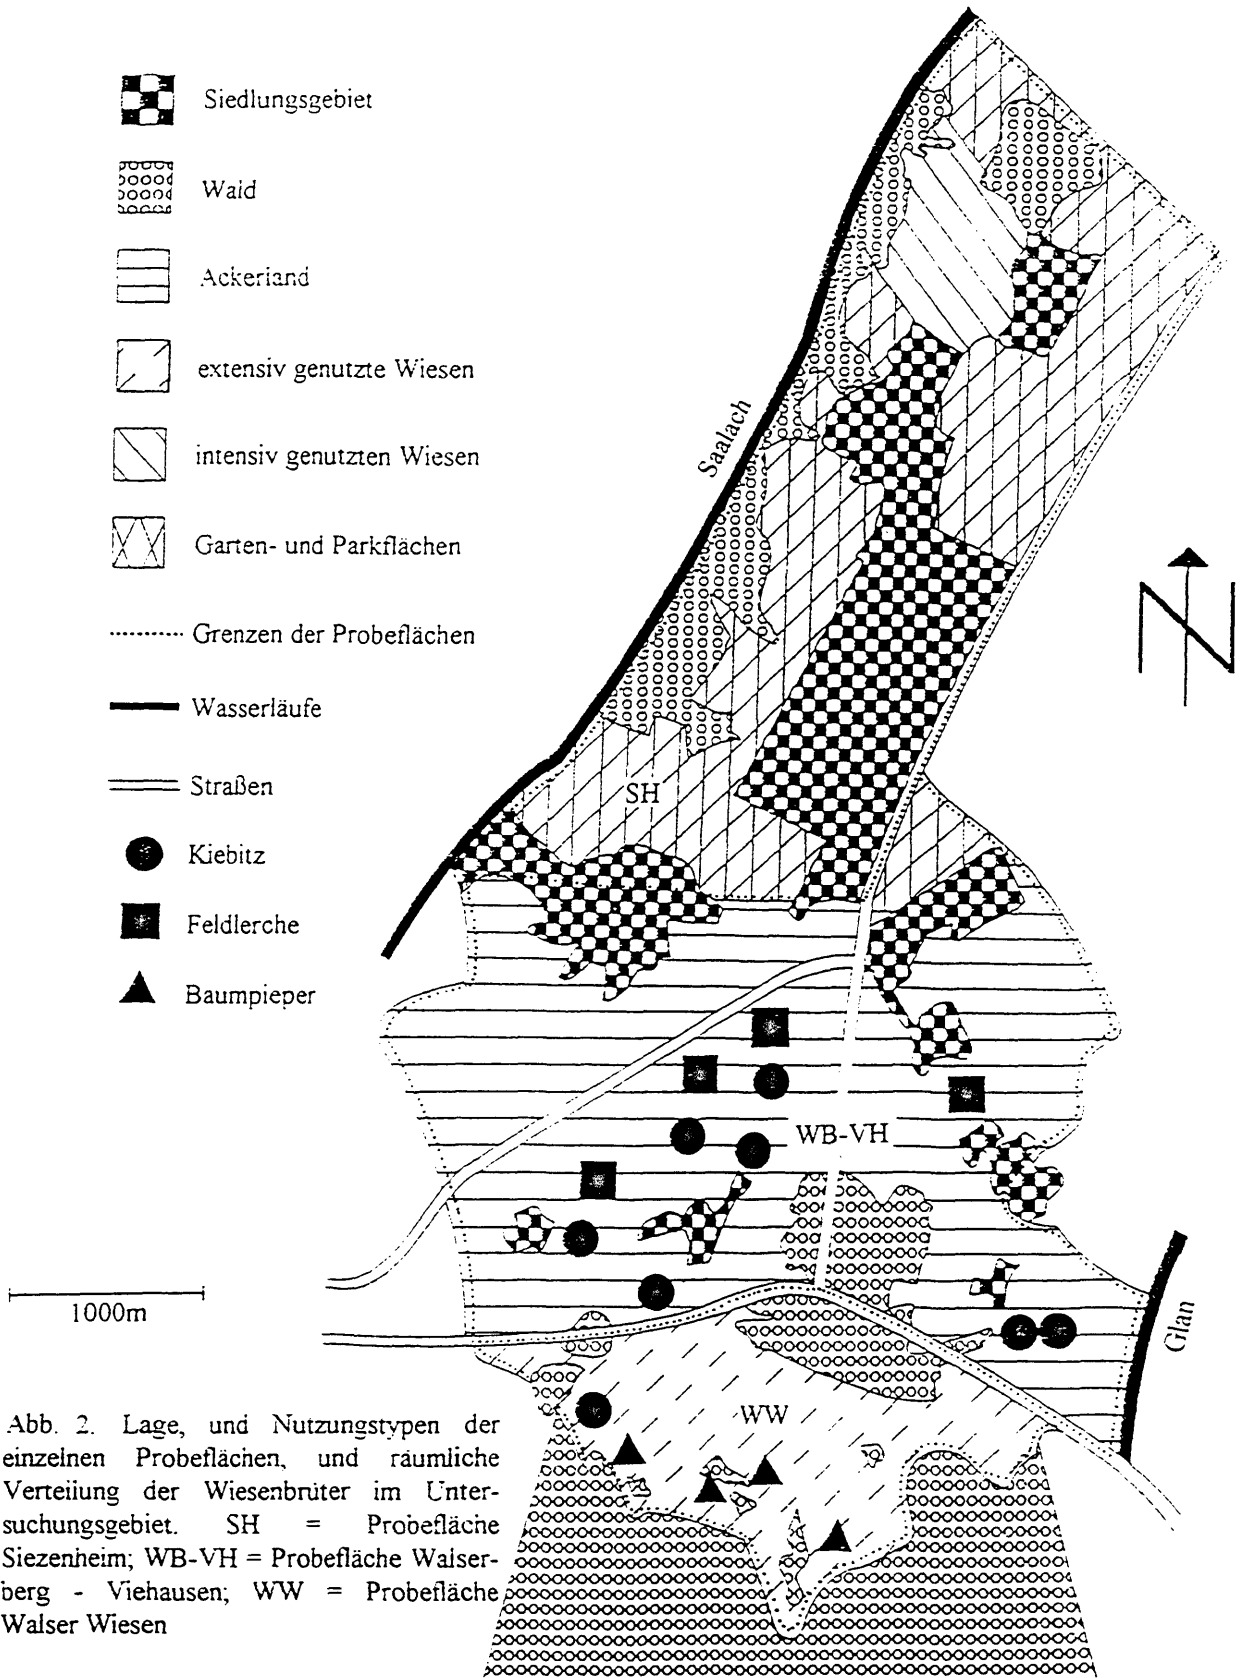 Siedlungsgebiet
Wald
Ackerland
extensiv genutzte Wiesen
intensiv genutzten Wiesen
Garten- und Parkflächen
Grenzen der Probeflächen
Wasserläufe
Straßen
Kiebitz
Feldlerche
Baumpieper
Saalach
N
SH
WB-VH
WW
Glan
1000m
Abb. 2. Lage, und Nutzungstypen der
einzelnen Probeflächen, und räumliche
Verteilung der Wiesenbrüter im Unter-
suchungsgebiet. SH = Probefläche
Siezenheim; WB-VH = Probefläche Walser-
berg - Viehausen; WW = Probefläche
Walser Wiesen